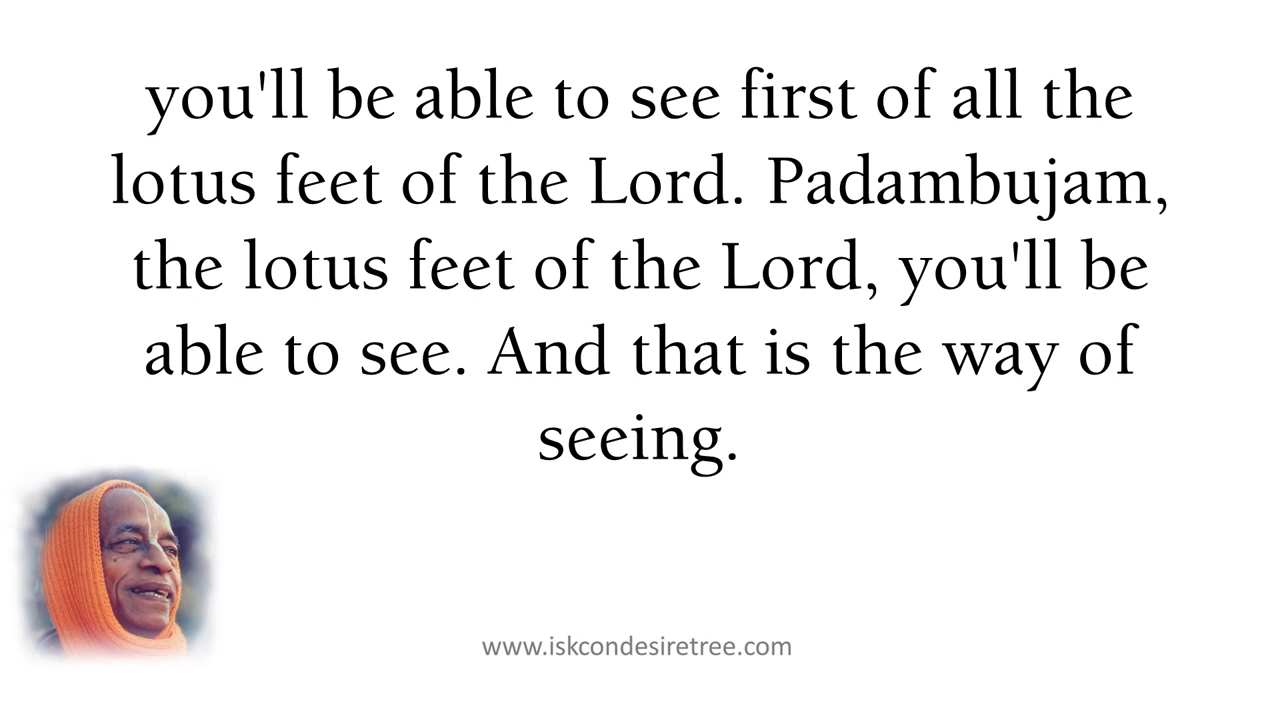 you'll be able to see first of all the
lotus feet of the Lord. Padambujam,
the lotus feet of the Lord, you'll be
able to see. And that is the way of
seeing.
www.iskcondesiretree.com